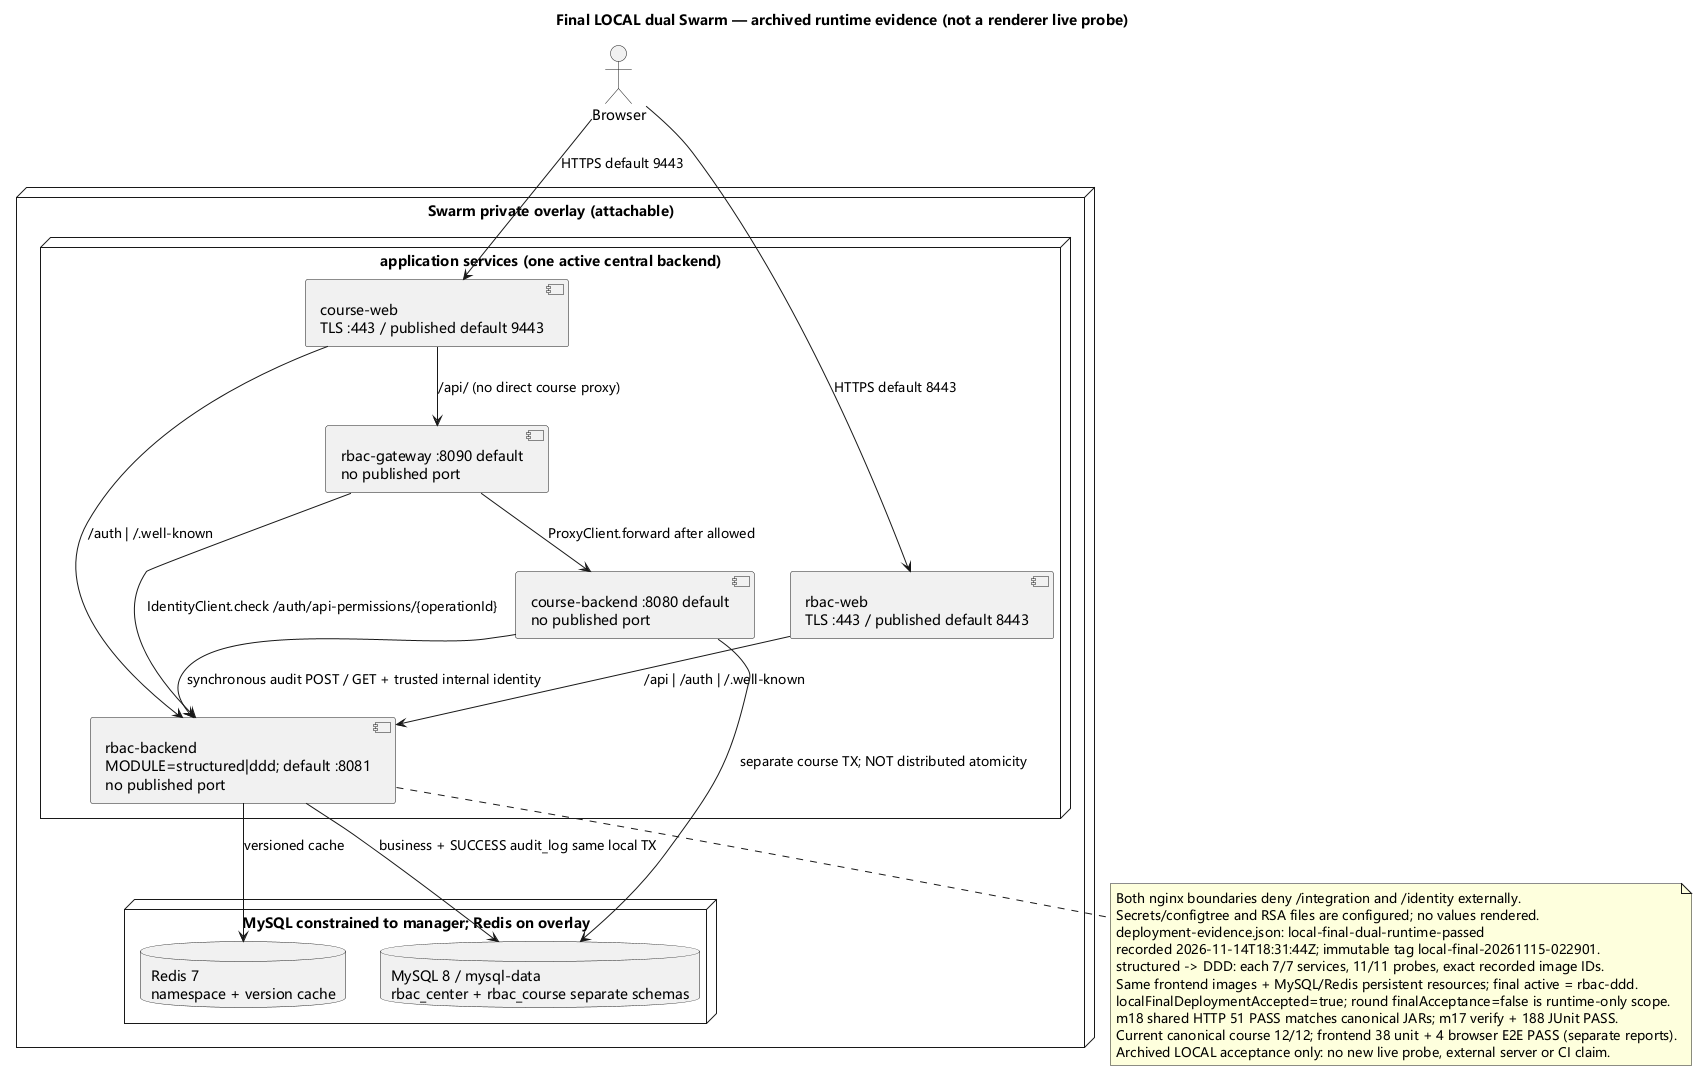 Final LOCAL dual Swarm — archived runtime evidence (not a renderer live probe)
Browser
HTTPS default 9443
Swarm private overlay (attachable)
application services (one active central backend)
course-web
TLS :443 / published default 9443
/api/ (no direct course proxy)
HTTPS default 8443
rbac-gateway :8090 default
no published port
/auth | /.well-known
ProxyClient.forward after allowed
IdentityClient.check /auth/api-permissions/{operationId}
course-backend :8080 default
no published port
rbac-web
TLS :443 / published default 8443
synchronous audit POST / GET + trusted internal identity
/api | /auth | /.well-known
rbac-backend
MODULE=structured|ddd; default :8081
no published port
separate course TX; NOT distributed atomicity
versioned cache
business + SUCCESS audit_log same local TX
MySQL constrained to manager; Redis on overlay
Redis 7
namespace + version cache
MySQL 8 / mysql-data
rbac_center + rbac_course separate schemas
Both nginx boundaries deny /integration and /identity externally.
Secrets/configtree and RSA files are configured; no values rendered.
deployment-evidence.json: local-final-dual-runtime-passed
recorded 2026-11-14T18:31:44Z; immutable tag local-final-20261115-022901.
structured -> DDD: each 7/7 services, 11/11 probes, exact recorded image IDs.
Same frontend images + MySQL/Redis persistent resources; final active = rbac-ddd.
localFinalDeploymentAccepted=true; round finalAcceptance=false is runtime-only scope.
m18 shared HTTP 51 PASS matches canonical JARs; m17 verify + 188 JUnit PASS.
Current canonical course 12/12; frontend 38 unit + 4 browser E2E PASS (separate reports).
Archived LOCAL acceptance only: no new live probe, external server or CI claim.